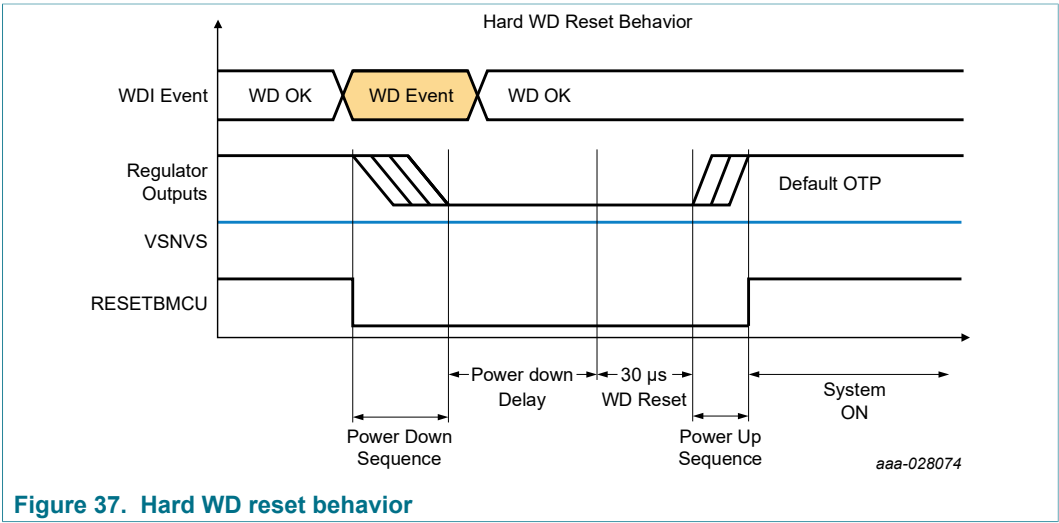 Hard WD Reset Behavior
WDI Event
WD OK
WD Event
WD OK
Regulator
Outputs
Default OTP
VSNVS
RESETBMCU
Power down
Delay
30 µs
WD Reset
System
ON
Power Down
Sequence
Power Up
Sequence
aaa-028074
Figure 37. Hard WD reset behavior